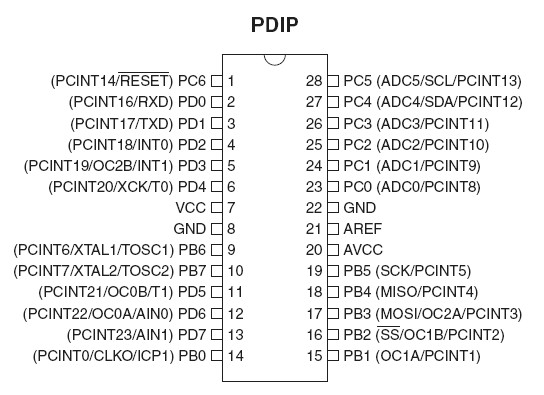 PDIP
(PCINT14/RESET) PC6 1 28 PC5 (ADC5/SCL/PCINT13)
(PCINT16/RXD) PD0 2 27 PC4 (ADC4/SDA/PCINT12)
(PCINT17/TXD) PD1 3 26 PC3 (ADC3/PCINT11)
(PCINT18/INT0) PD2 4 25 PC2 (ADC2/PCINT10)
(PCINT19/OC2B/INT1) PD3 5 24 PC1 (ADC1/PCINT9)
(PCINT20/XCK/T0) PD4 6 23 PC0 (ADC0/PCINT8)
VCC 7 22 GND
GND 8 21 AREF
(PCINT6/XTAL1/TOSC1) PB6 9 20 AVCC
(PCINT7/XTAL2/TOSC2) PB7 10 19 PB5 (SCK/PCINT5)
(PCINT21/OC0B/T1) PD5 11 18 PB4 (MISO/PCINT4)
(PCINT22/OC0A/AIN0) PD6 12 17 PB3 (MOSI/OC2A/PCINT3)
(PCINT23/AIN1) PD7 13 16 PB2 (SS/OC1B/PCINT2)
(PCINT0/CLKO/ICP1) PB0 14 15 PB1 (OC1A/PCINT1)